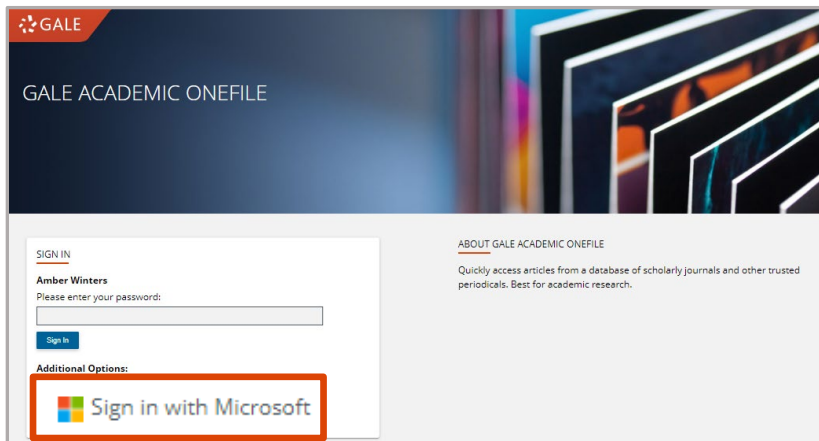 GALE
GALE ACADEMIC ONEFILE
SIGN IN
Amber Winters
Please enter your password:
Sign In
Additional Options:
Sign in with Microsoft
ABOUT GALE ACADEMIC ONEFILE
Quickly access articles from a database of scholarly journals and other trusted
periodicals. Best for academic research.